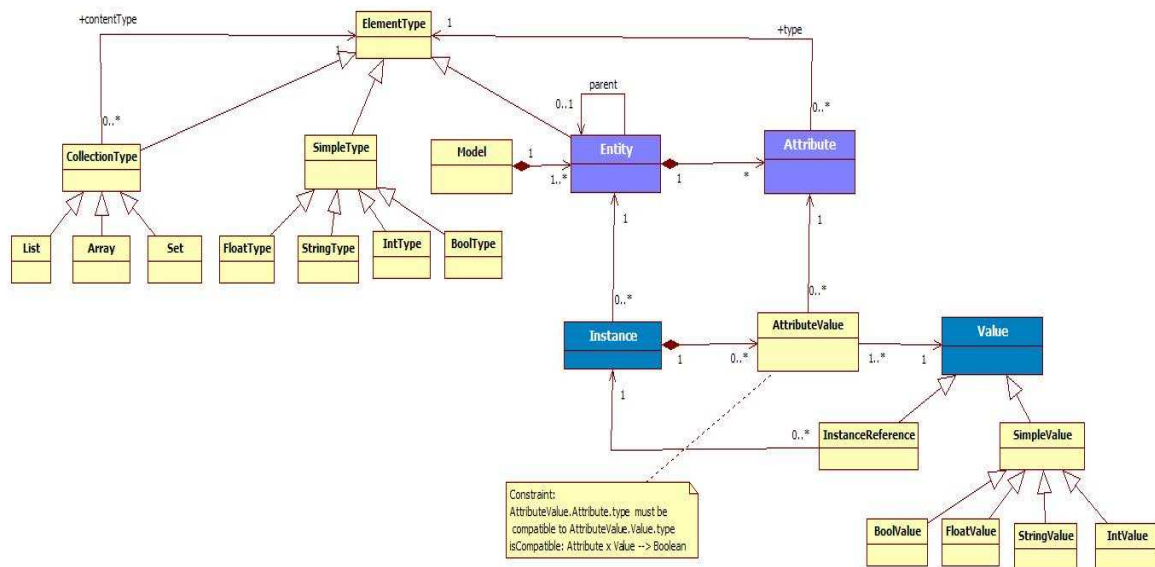 +contentType
ElementType
1
+type
1
parent
0..1
0..*
0..*
CollectionType
SimpleType
Model
1
1..*
Entity
1
*
Attribute
List
Array
Set
FloatType
StringType
IntType
BoolType
1
1
0..*
0..*
Instance
1
0..*
AttributeValue
1..*
1
Value
1
0..*
InstanceReference
SimpleValue
Constraint:
AttributeValue.Attribute.type must be
compatible to AttributeValue.Value.type
isCompatible: Attribute x Value --> Boolean
BoolValue
FloatValue
StringValue
IntValue